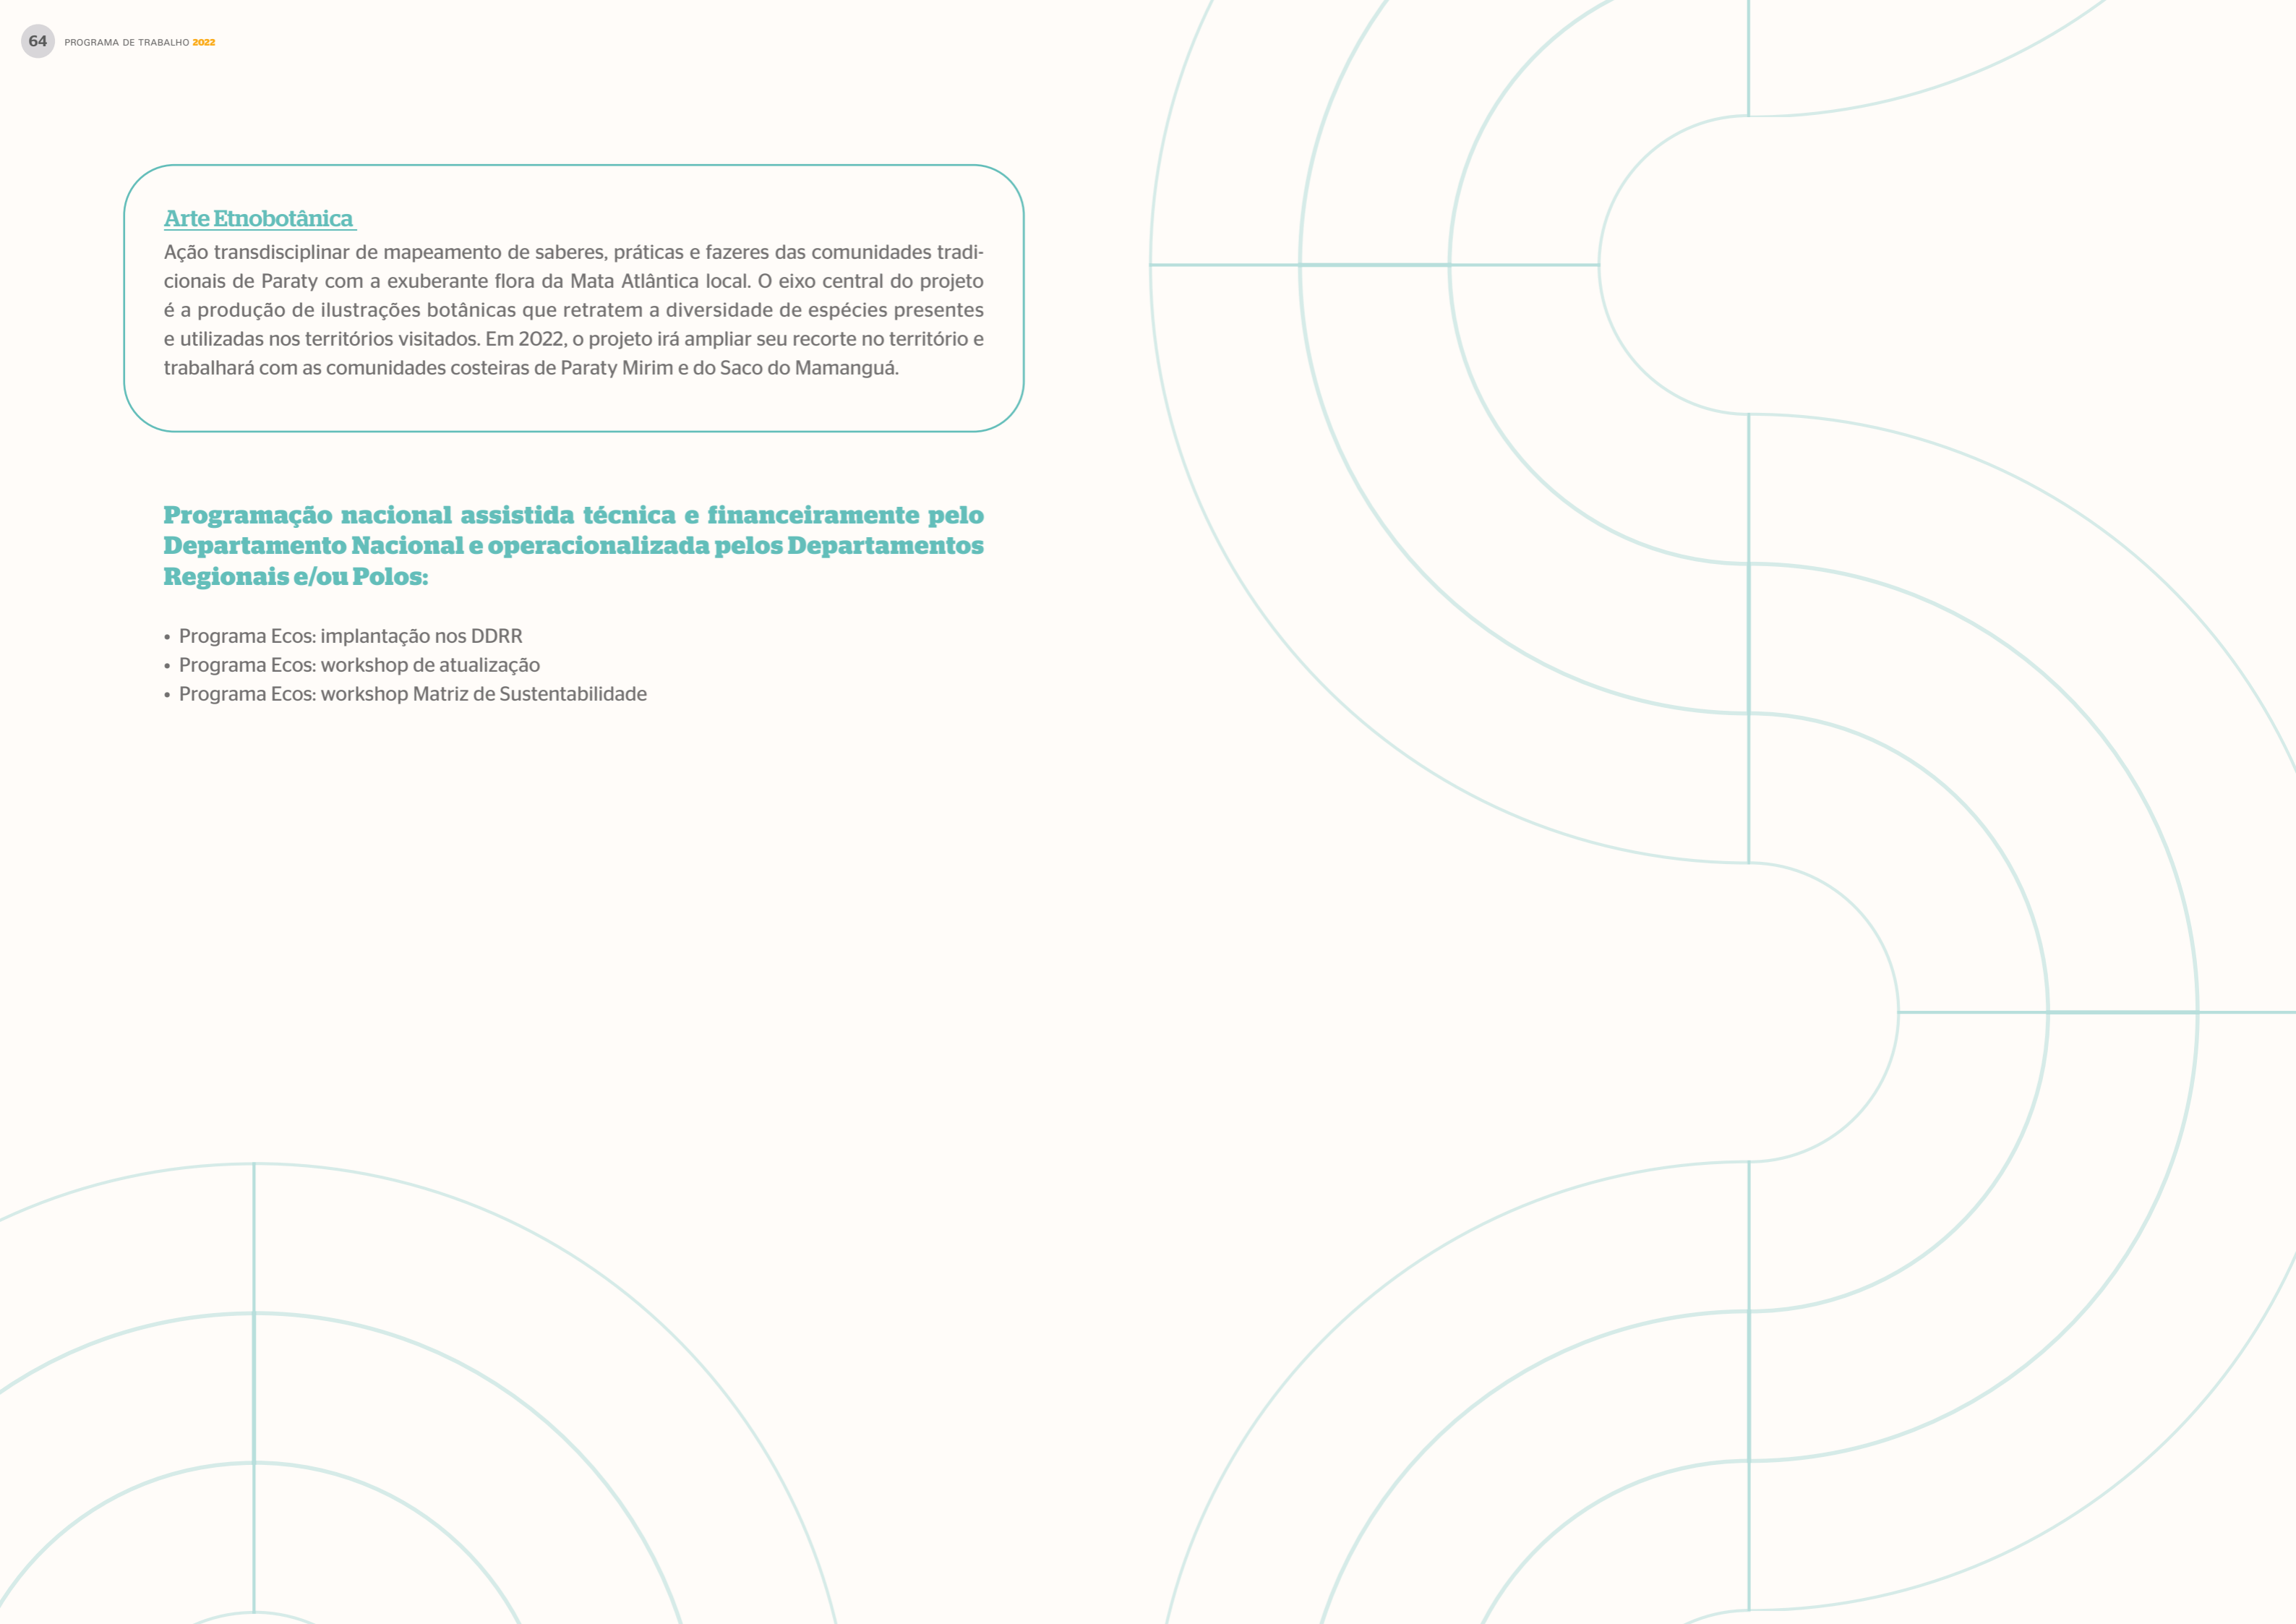 64 PROGRAMA DE TRABALHO 2022
Arte Etnobotânica
Ação transdisciplinar de mapeamento de saberes, práticas e fazeres das comunidades tradi-
cionais de Paraty com a exuberante flora da Mata Atlântica local. O eixo central do projeto
é a produção de ilustrações botânicas que retratem a diversidade de espécies presentes
e utilizadas nos territórios visitados. Em 2022, o projeto irá ampliar seu recorte no território e
trabalhará com as comunidades costeiras de Paraty Mirim e do Saco do Mamanguá.
Programação nacional assistida técnica e financeiramente pelo
Departamento Nacional e operacionalizada pelos Departamentos
Regionais e/ou Polos:
• Programa Ecos: implantação nos DDRR
• Programa Ecos: workshop de atualização
• Programa Ecos: workshop Matriz de Sustentabilidade